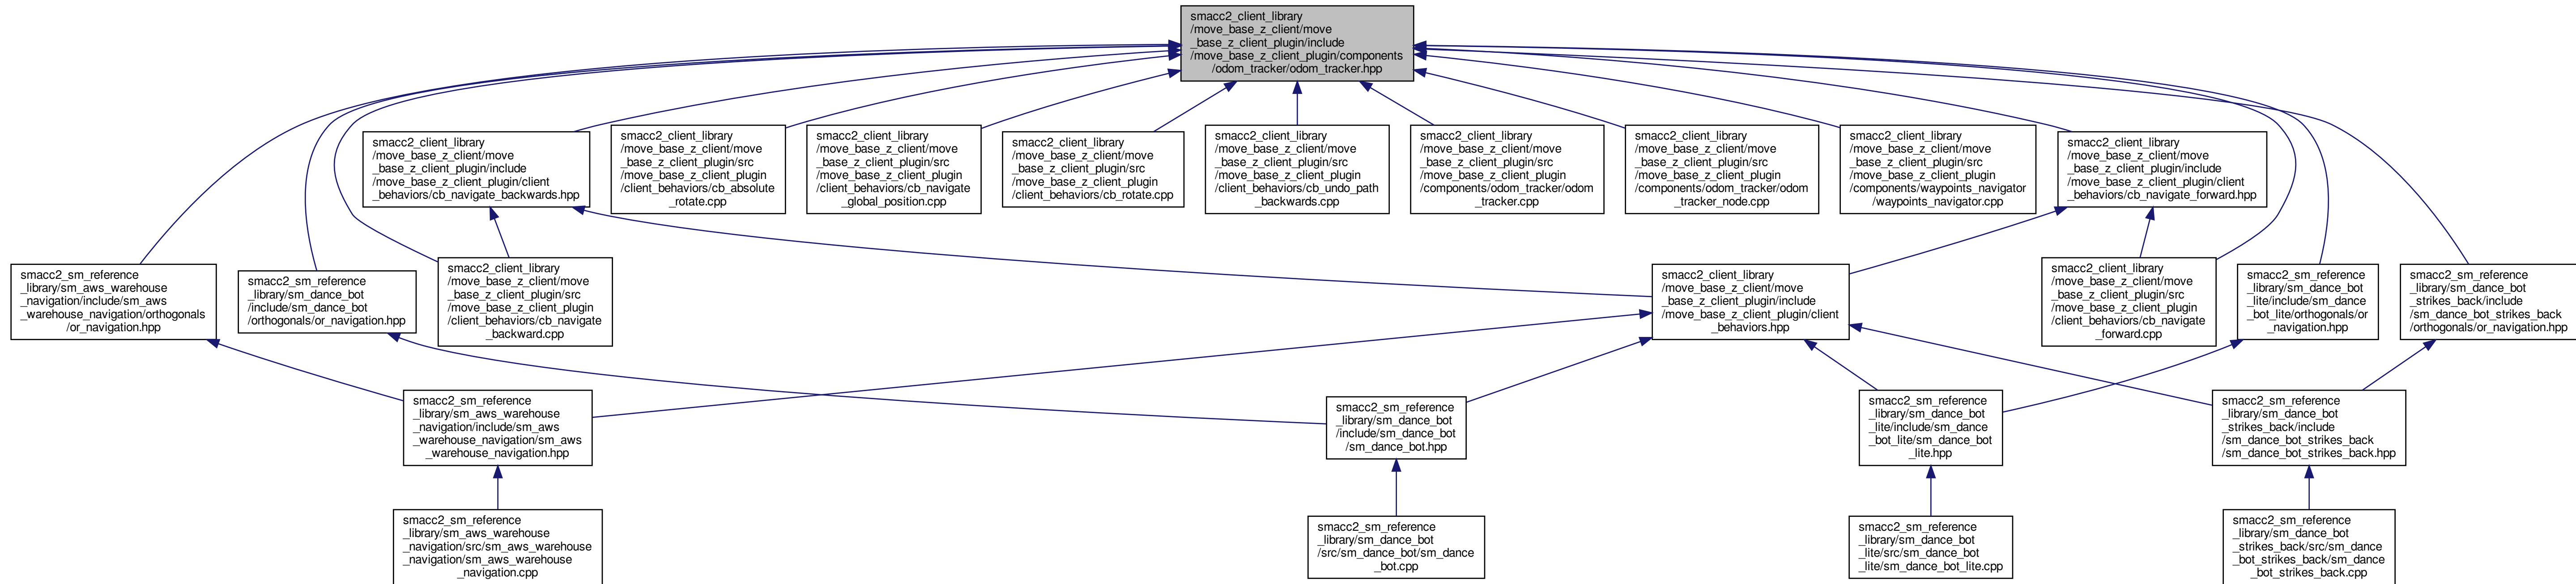 smacc2_client_library
/move_base_z_client/move
_base_z_client_plugin/include
/move_base_z_client_plugin/components
/odom_tracker/odom_tracker.hpp
smacc2_client_library
/move_base_z_client/move
_base_z_client_plugin/include
/move_base_z_client_plugin/client
_behaviors/cb_navigate_backwards.hpp
smacc2_client_library
/move_base_z_client/move
_base_z_client_plugin/src
/move_base_z_client_plugin
/client_behaviors/cb_absolute
_rotate.cpp
smacc2_client_library
/move_base_z_client/move
_base_z_client_plugin/src
/move_base_z_client_plugin
/client_behaviors/cb_navigate
_global_position.cpp
smacc2_client_library
/move_base_z_client/move
_base_z_client_plugin/src
/move_base_z_client_plugin
/client_behaviors/cb_rotate.cpp
smacc2_client_library
/move_base_z_client/move
_base_z_client_plugin/src
/move_base_z_client_plugin
/client_behaviors/cb_undo_path
_backwards.cpp
smacc2_client_library
/move_base_z_client/move
_base_z_client_plugin/src
/move_base_z_client_plugin
/components/odom_tracker/odom
_tracker.cpp
smacc2_client_library
/move_base_z_client/move
_base_z_client_plugin/src
/move_base_z_client_plugin
/components/odom_tracker/odom
_tracker_node.cpp
smacc2_client_library
/move_base_z_client/move
_base_z_client_plugin/src
/move_base_z_client_plugin
/components/waypoints_navigator
/waypoints_navigator.cpp
smacc2_client_library
/move_base_z_client/move
_base_z_client_plugin/include
/move_base_z_client_plugin/client
_behaviors/cb_navigate_forward.hpp
smacc2_sm_reference
_library/sm_aws_warehouse
_navigation/include/sm_aws
_warehouse_navigation/orthogonals
/or_navigation.hpp
smacc2_sm_reference
_library/sm_dance_bot
/include/sm_dance_bot
/orthogonals/or_navigation.hpp
smacc2_client_library
/move_base_z_client/move
_base_z_client_plugin/src
/move_base_z_client_plugin
/client_behaviors/cb_navigate
_backward.cpp
smacc2_client_library
/move_base_z_client/move
_base_z_client_plugin/include
/move_base_z_client_plugin/client
_behaviors.hpp
smacc2_client_library
/move_base_z_client/move
_base_z_client_plugin/src
/move_base_z_client_plugin
/client_behaviors/cb_navigate
_forward.cpp
smacc2_sm_reference
_library/sm_dance_bot
_lite/include/sm_dance
_bot_lite/orthogonals/or
_navigation.hpp
smacc2_sm_reference
_library/sm_dance_bot
_strikes_back/include
/sm_dance_bot_strikes_back
/orthogonals/or_navigation.hpp
smacc2_sm_reference
_library/sm_aws_warehouse
_navigation/include/sm_aws
_warehouse_navigation/sm_aws
_warehouse_navigation.hpp
smacc2_sm_reference
_library/sm_dance_bot
/include/sm_dance_bot
/sm_dance_bot.hpp
smacc2_sm_reference
_library/sm_dance_bot
_lite/include/sm_dance
_bot_lite/sm_dance_bot
_lite.hpp
smacc2_sm_reference
_library/sm_dance_bot
_strikes_back/include
/sm_dance_bot_strikes_back
/sm_dance_bot_strikes_back.hpp
smacc2_sm_reference
_library/sm_aws_warehouse
_navigation/src/sm_aws_warehouse
_navigation/sm_aws_warehouse
_navigation.cpp
smacc2_sm_reference
_library/sm_dance_bot
/src/sm_dance_bot/sm_dance
_bot.cpp
smacc2_sm_reference
_library/sm_dance_bot
_lite/src/sm_dance_bot
_lite/sm_dance_bot_lite.cpp
smacc2_sm_reference
_library/sm_dance_bot
_strikes_back/src/sm_dance
_bot_strikes_back/sm_dance
_bot_strikes_back.cpp